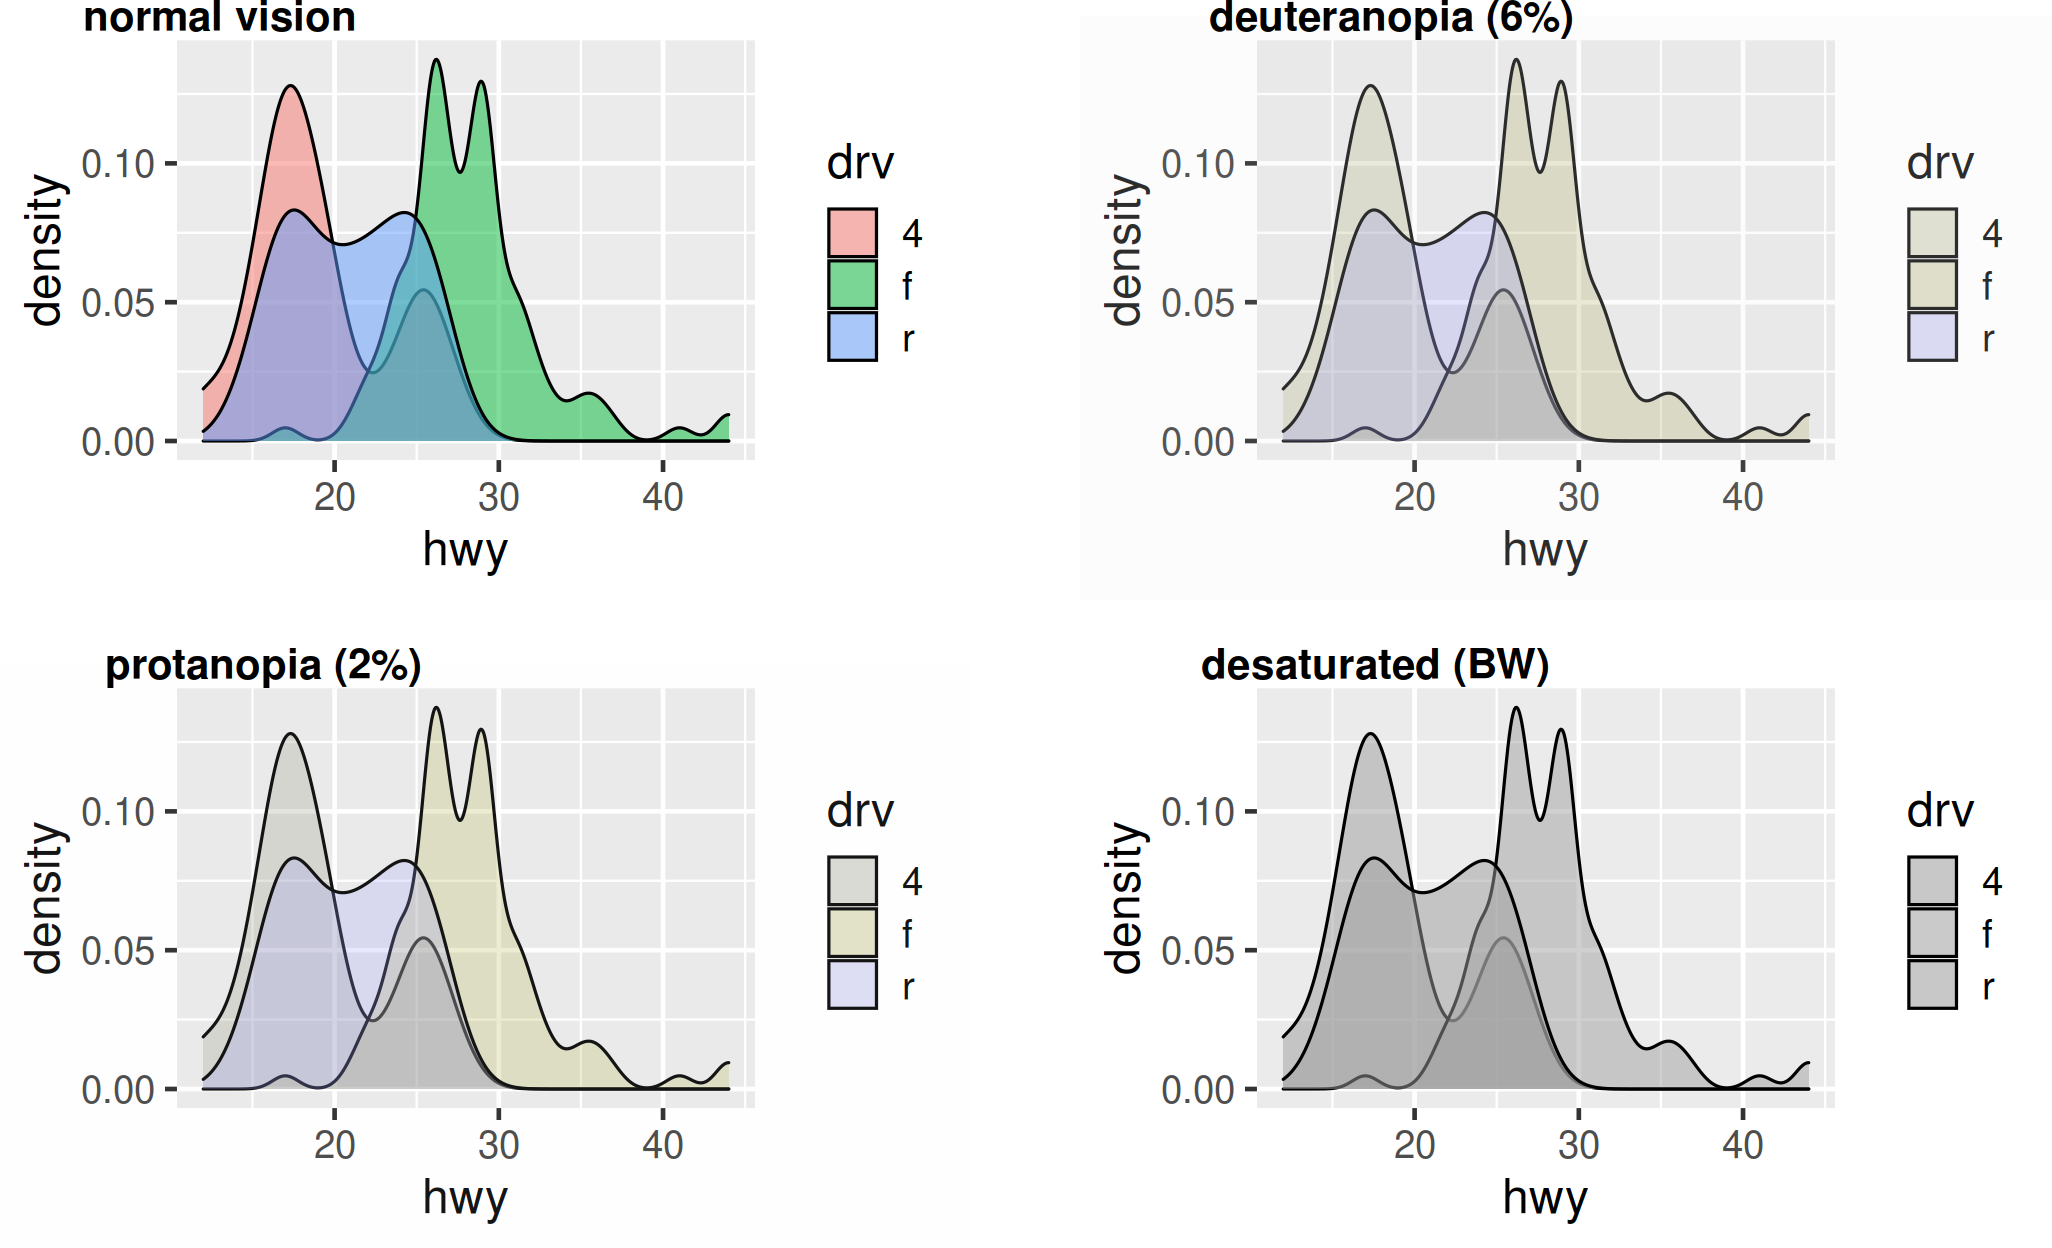 normal vision
density
0.10
0.05
0.00
20 30 40
hwy
drv
4
f
r
deuteranopia (6%)
density
0.10
0.05
0.00
20 30 40
hwy
drv
4
f
r
protanopia (2%)
density
0.10
0.05
0.00
20 30 40
hwy
drv
4
f
r
desaturated (BW)
density
0.10
0.05
0.00
20 30 40
hwy
drv
4
f
r